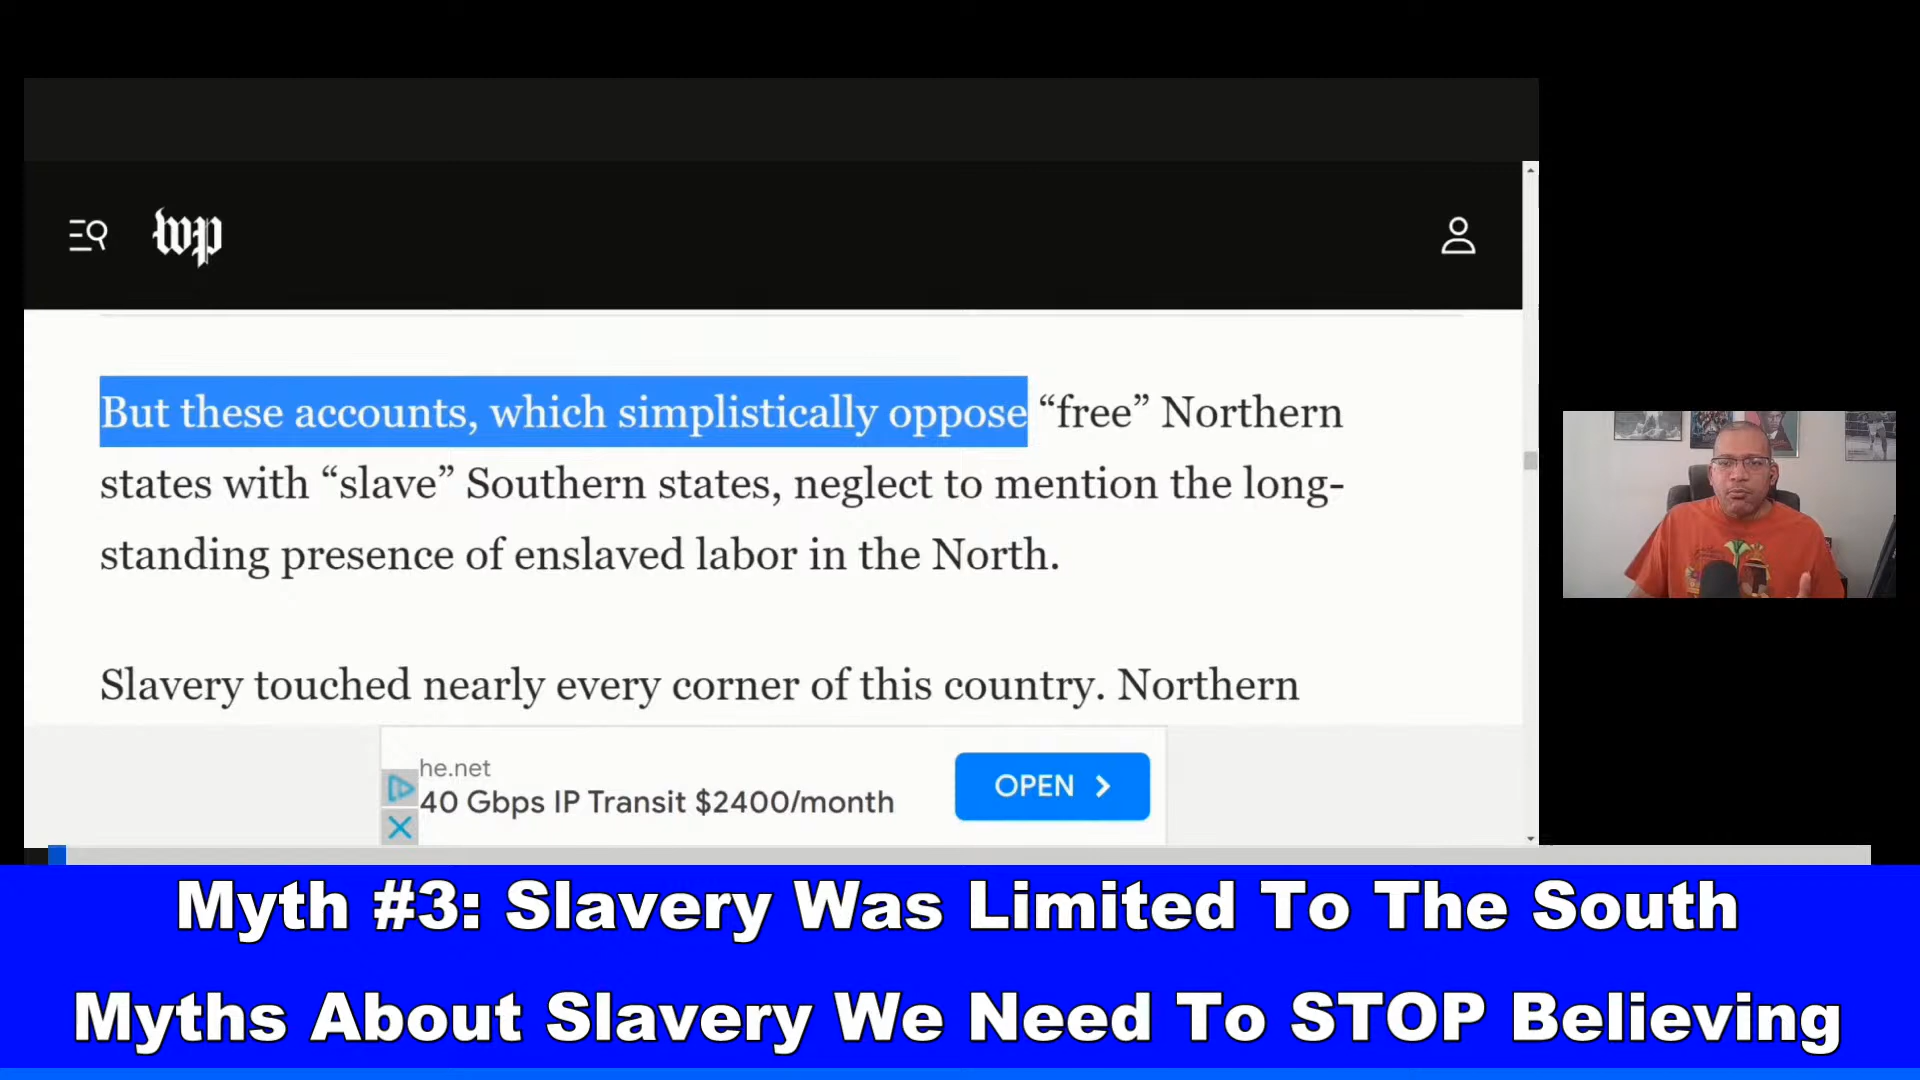 wp
But these accounts, which simplistically oppose “free” Northern
states with “slave” Southern states, neglect to mention the long-
standing presence of enslaved labor in the North.
Slavery touched nearly every corner of this country. Northern
he.net
40 Gbps IP Transit $2400/month
OPEN
Myth #3: Slavery Was Limited To The South
Myths About Slavery We Need To STOP Believing